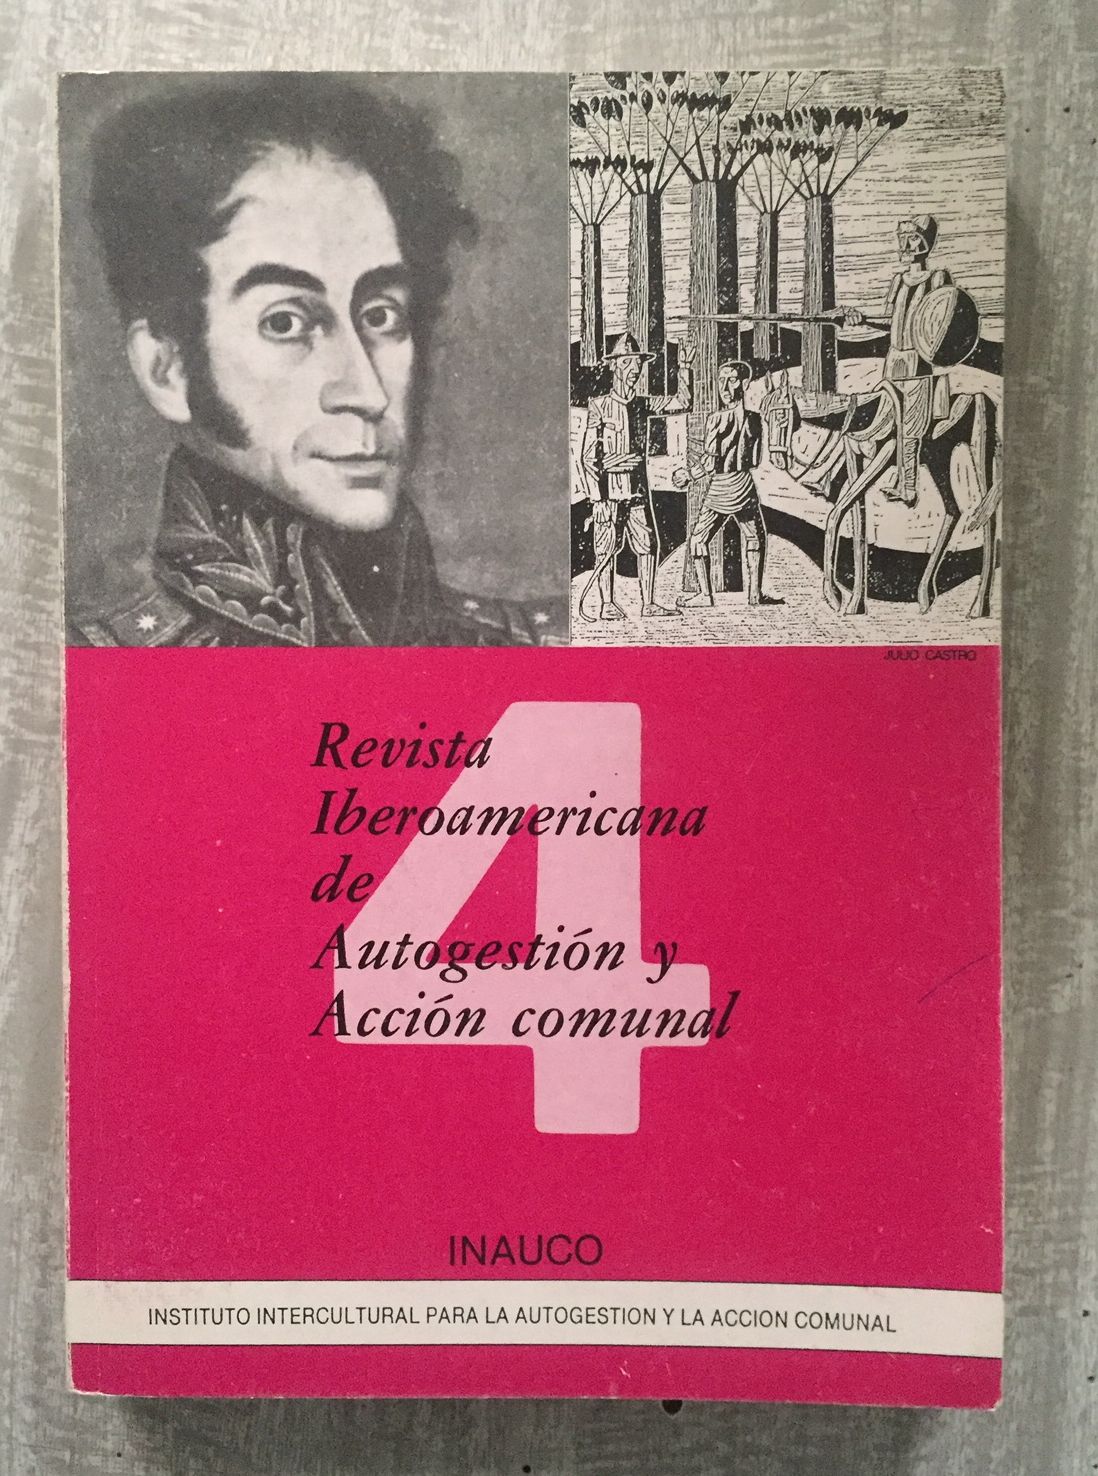 JULIO CASTRO
4
Revista
Iberoamericana
de
Autogestión y
Acción comunal
INAUCO
INSTITUTO INTERCULTURAL PARA LA AUTOGESTION Y LA ACCION COMUNAL